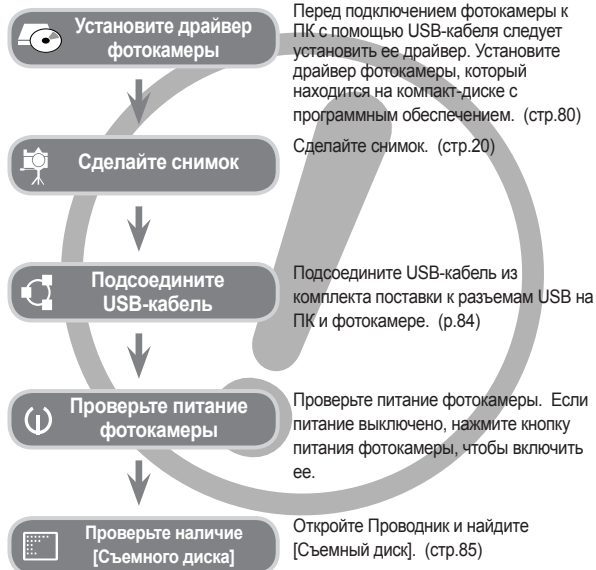 Установите драйвер
фотокамеры
Перед подключением фотокамеры к
ПК с помощью USB-кабеля следует
установить ее драйвер. Установите
драйвер фотокамеры, который
находится на компакт-диске с
программным обеспечением. (стр.80)
Сделайте снимок
Сделайте снимок. (стр.20)
Подсоедините
USB-кабель
Подсоедините USB-кабель из
комплекта поставки к разъемам USB на
ПК и фотокамере. (р.84)
Проверьте питание
фотокамеры
Проверьте питание фотокамеры. Если
питание выключено, нажмите кнопку
питания фотокамеры, чтобы включить
ее.
Проверьте наличие
[Съемного диска]
Откройте Проводник и найдите
[Съемный диск]. (стр.85)